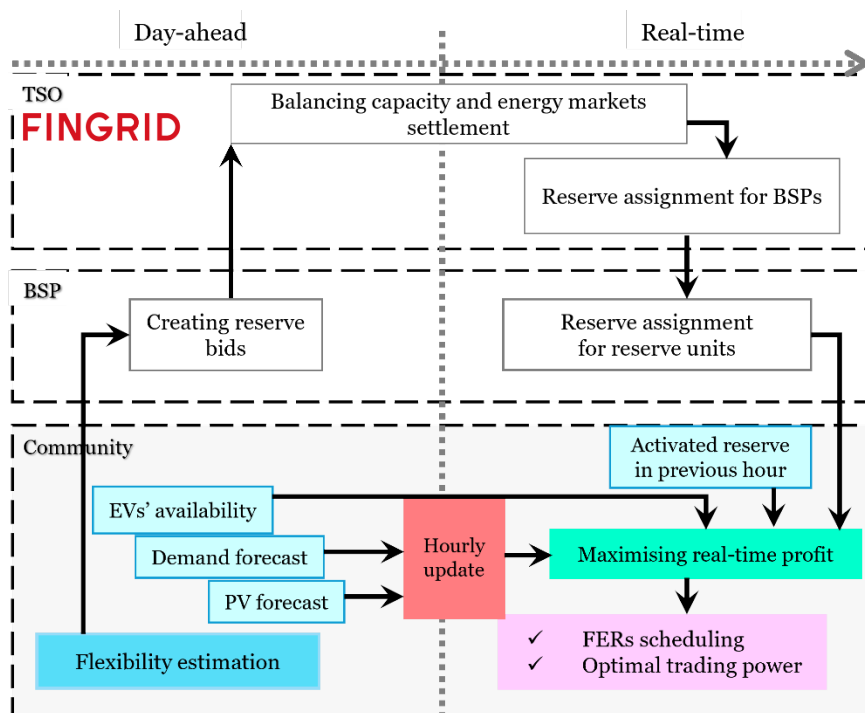 Day-ahead
Real-time
TSO
FINGRID
Balancing capacity and energy markets
settlement
Reserve assignment for BSPs
BSP
Creating reserve
bids
Reserve assignment
for reserve units
Community
Activated reserve
in previous hour
EVs' availability
Demand forecast
PV forecast
Hourly
update
Maximising real-time profit
Flexibility estimation
✓ FERs scheduling
✓ Optimal trading power